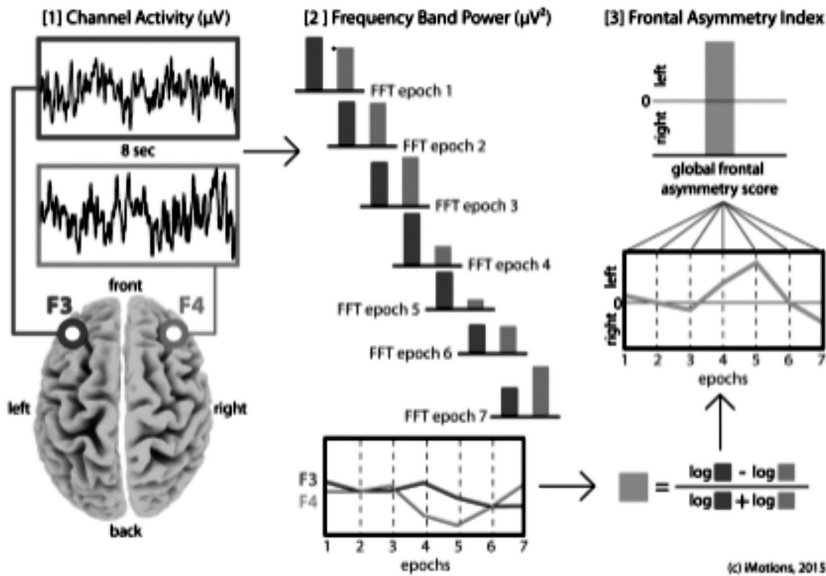 [1] Channel Activity (μV)
8 sec
front
F3
F4
left
right
back
[2] Frequency Band Power (μV²)
FFT epoch 1
FFT epoch 2
FFT epoch 3
FFT epoch 4
FFT epoch 5
FFT epoch 6
FFT epoch 7
F3
F4
1 2 3 4 5 6 7
epochs
[3] Frontal Asymmetry Index
left
0
right
global frontal
asymmetry score
left
0
right
1 2 3 4 5 6 7
epochs
= log - log
log + log
(c) iMotions, 2015